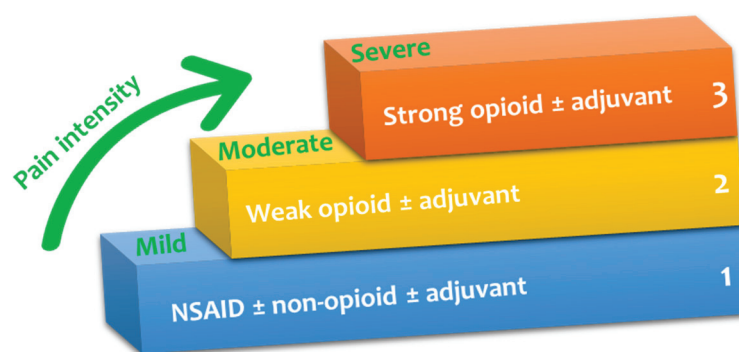 Pain intensity
Severe
Strong opioid ± adjuvant 3
Moderate
Weak opioid ± adjuvant 2
Mild
NSAID ± non-opioid ± adjuvant 1